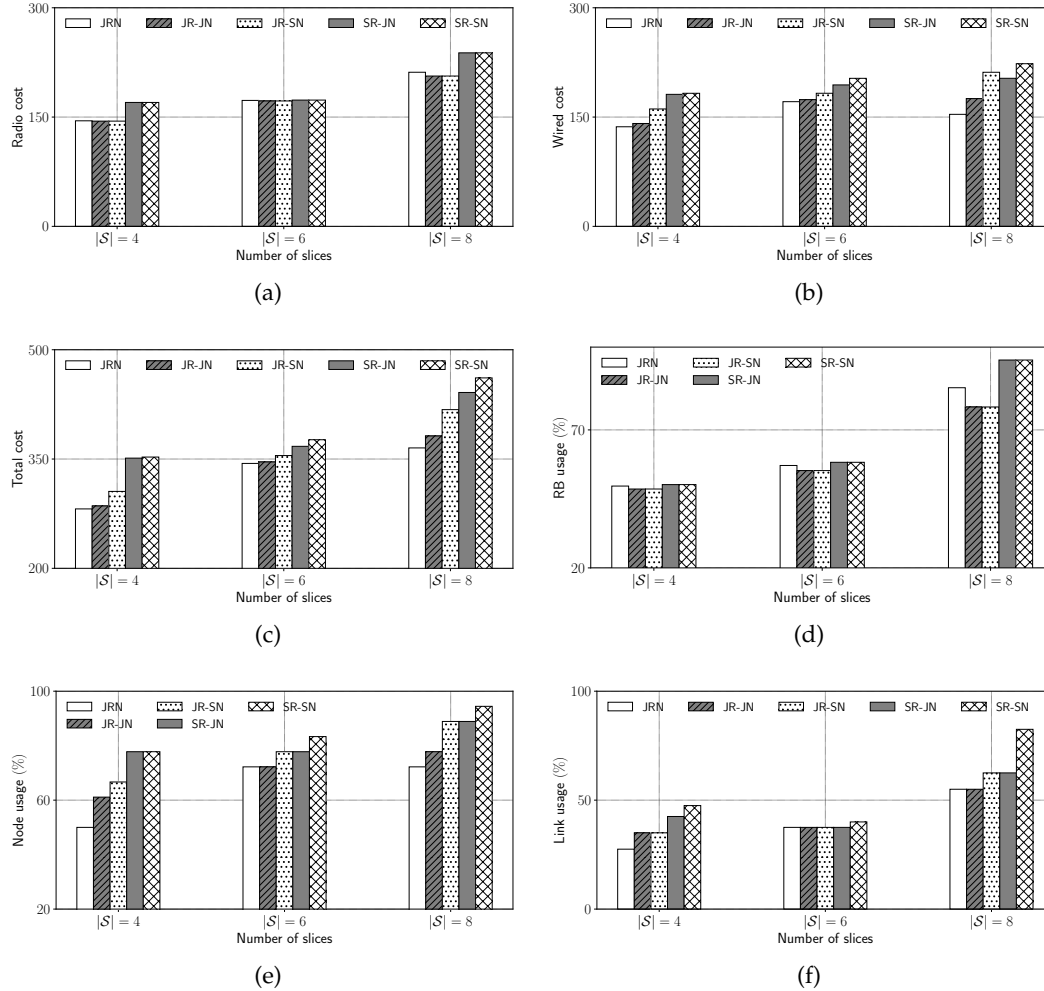 300
JRN JR-JN JR-SN SR-JN SR-SN
Radio cost
150
0
|S| = 4 |S| = 6 |S| = 8
Number of slices
(a)
300
JRN JR-JN JR-SN SR-JN SR-SN
Wired cost
150
0
|S| = 4 |S| = 6 |S| = 8
Number of slices
(b)
500
JRN JR-JN JR-SN SR-JN SR-SN
Total cost
350
200
|S| = 4 |S| = 6 |S| = 8
Number of slices
(c)
JRN JR-SN SR-SN
JR-JN SR-JN
RB usage (%)
70
20
|S| = 4 |S| = 6 |S| = 8
Number of slices
(d)
100
JRN JR-SN SR-SN
JR-JN SR-JN
Node usage (%)
60
20
|S| = 4 |S| = 6 |S| = 8
Number of slices
(e)
100
JRN JR-JN JR-SN SR-JN SR-SN
Link usage (%)
50
0
|S| = 4 |S| = 6 |S| = 8
Number of slices
(f)